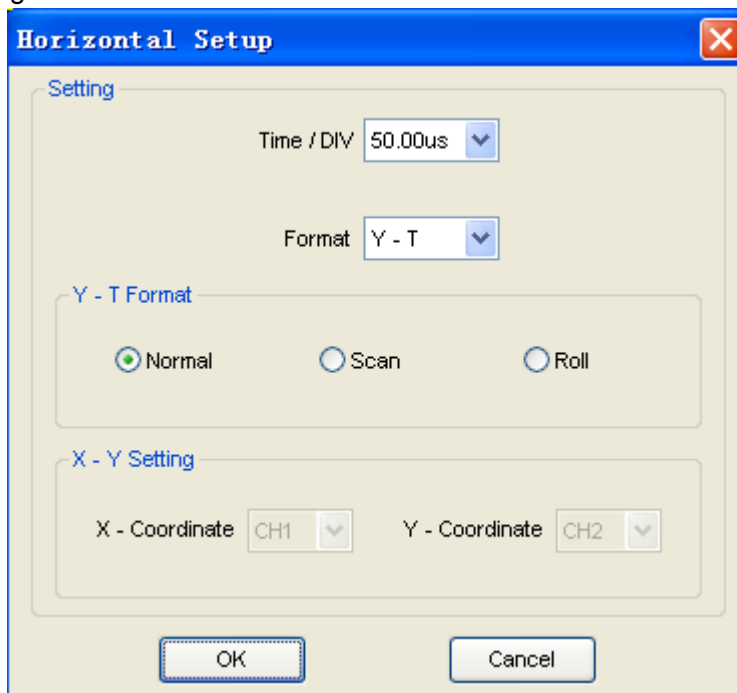 Horizontal Setup
Setting
Time / DIV 50.00us
Format Y - T
Y - T Format
Normal Scan Roll
X - Y Setting
X - Coordinate CH1 Y - Coordinate CH2
OK Cancel